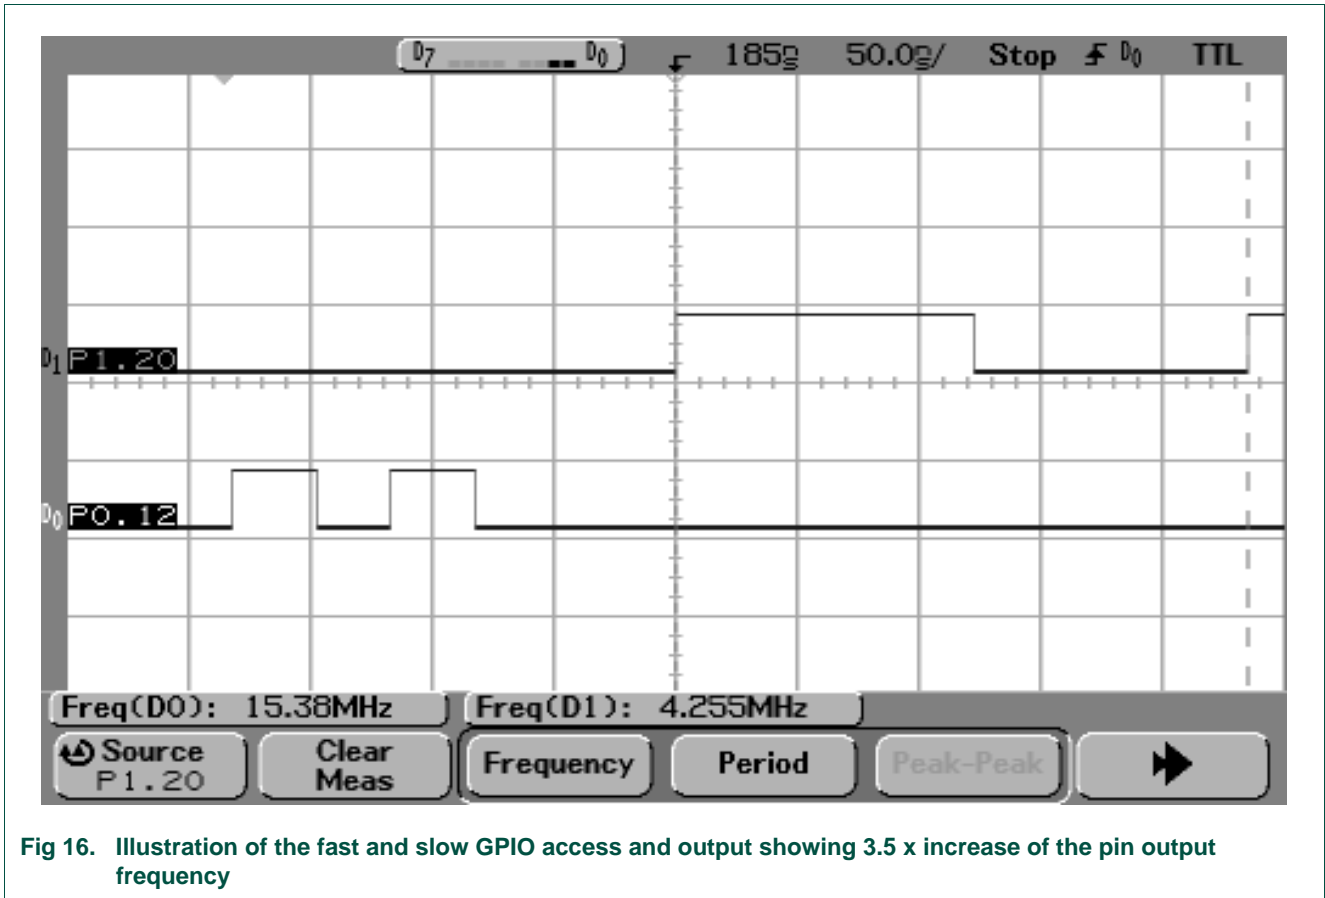 D7 D0 185ns 50.0ns/ Stop D0 TTL
D1 P1.20
D0 P0.12
Freq(D0): 15.38MHz Freq(D1): 4.255MHz
Source P1.20 Clear Meas Frequency Period Peak-Peak
Fig 16. Illustration of the fast and slow GPIO access and output showing 3.5 x increase of the pin output
frequency